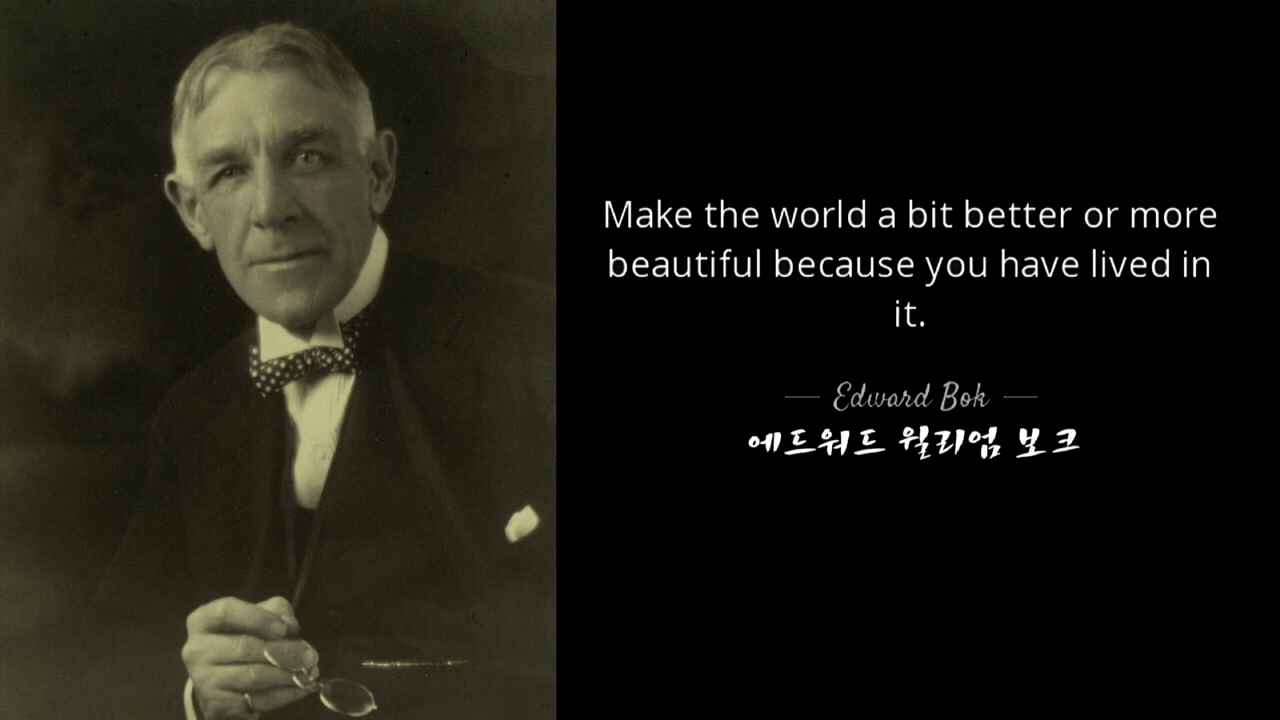 Make the world a bit better or more
beautiful because you have lived in
it.
Edward Bok
에드워드 윌리엄 보크